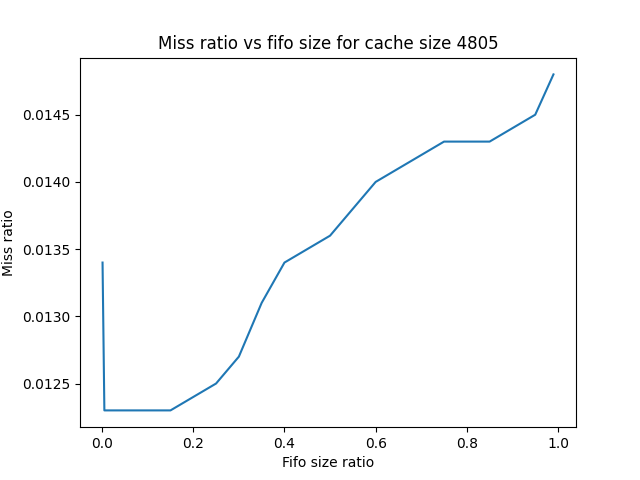 Miss ratio vs fifo size for cache size 4805
Miss ratio
0.0145
0.0140
0.0135
0.0130
0.0125
0.0 0.2 0.4 0.6 0.8 1.0
Fifo size ratio